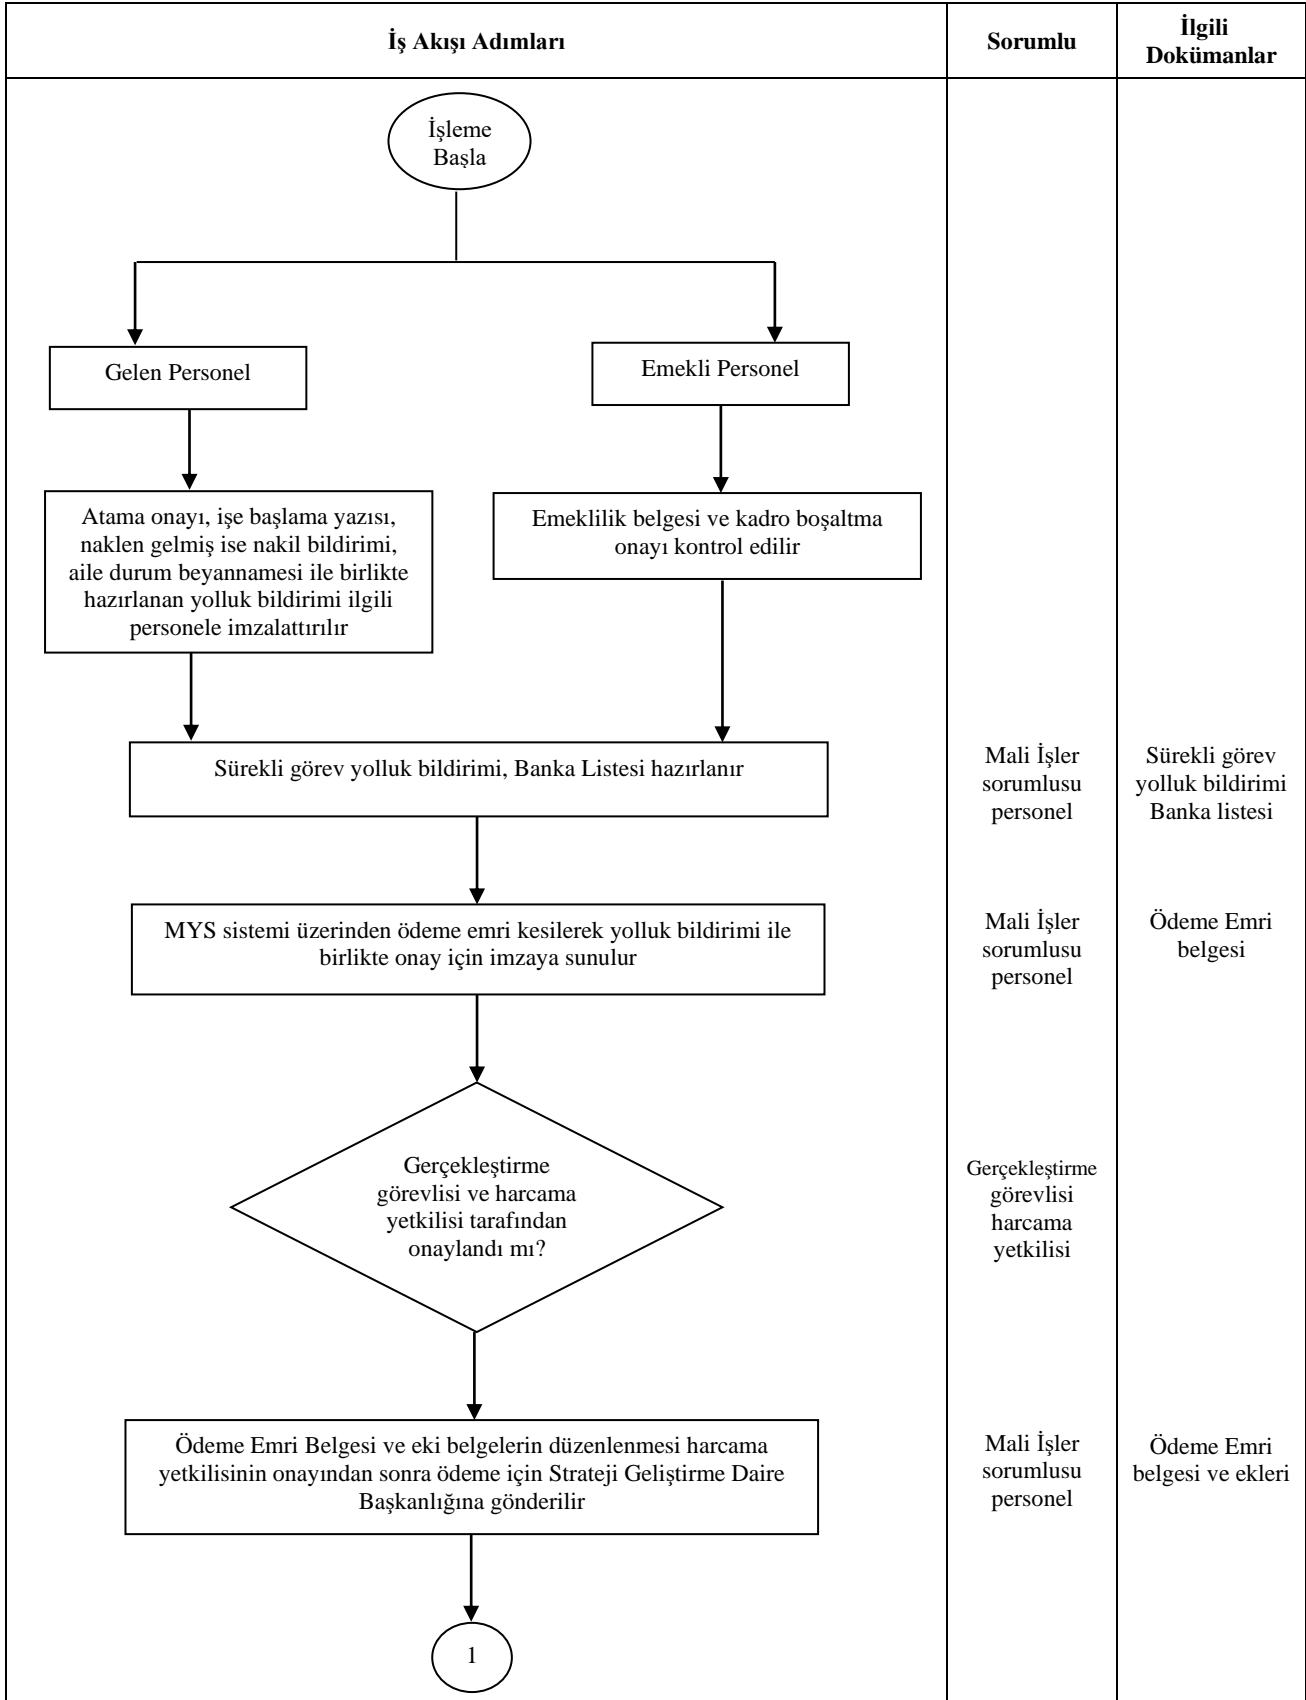 İş Akışı Adımları
Sorumlu
İlgili
Dokümanlar
İşleme
Başla
Gelen Personel
Emekli Personel
Atama onayı, işe başlama yazısı,
naklen gelmiş ise nakil bildirimi,
aile durum beyannamesi ile birlikte
hazırlanan yolluk bildirimi ilgili
personele imzalattırılır
Emeklilik belgesi ve kadro boşaltma
onayı kontrol edilir
Sürekli görev yolluk bildirimi, Banka Listesi hazırlanır
Mali İşler
sorumlusu
personel
Sürekli görev
yolluk bildirimi
Banka listesi
MYS sistemi üzerinden ödeme emri kesilerek yolluk bildirimi ile
birlikte onay için imzaya sunulur
Mali İşler
sorumlusu
personel
Ödeme Emri
belgesi
Gerçekleştirme
görevlisi ve harcama
yetkilisi tarafından
onaylandı mı?
Gerçekleştirme
görevlisi
harcama
yetkilisi
Ödeme Emri Belgesi ve eki belgelerin düzenlenmesi harcama
yetkilisinin onayından sonra ödeme için Strateji Geliştirme Daire
Başkanlığına gönderilir
Mali İşler
sorumlusu
personel
Ödeme Emri
belgesi ve ekleri
1